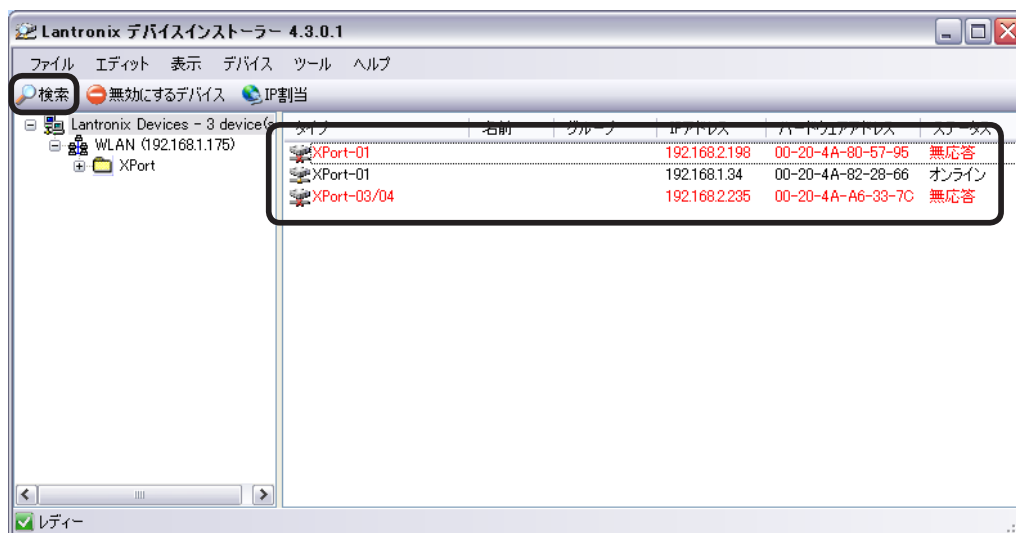 Lantronix デバイスインストーラー 4.3.0.1
ファイル エディット 表示 デバイス ツール ヘルプ
検索 無効にするデバイス IP割当
Lantronix Devices - 3 device(s
WLAN (192.168.1.175)
XPort
タイプ 名前 グループ IPアドレス ハードウェアアドレス ステータス
XPort-01 192.168.2.198 00-20-4A-80-57-95 無応答
XPort-01 192.168.1.34 00-20-4A-82-28-66 オンライン
XPort-03/04 192.168.2.235 00-20-4A-A6-33-7C 無応答
レディー